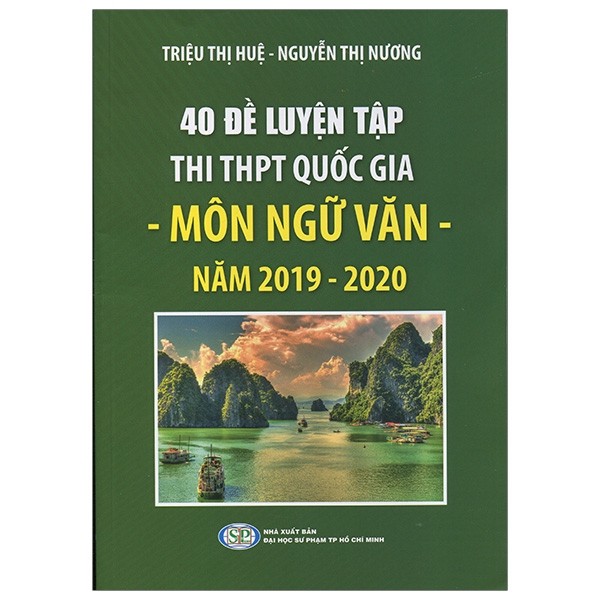 TRIỆU THỊ HUỆ - NGUYỄN THỊ NƯƠNG
40 ĐỀ LUYỆN TẬP
THI THPT QUỐC GIA
- MÔN NGỮ VĂN -
NĂM 2019 - 2020
SP
NHÀ XUẤT BẢN
ĐẠI HỌC SƯ PHẠM TP HỒ CHÍ MINH